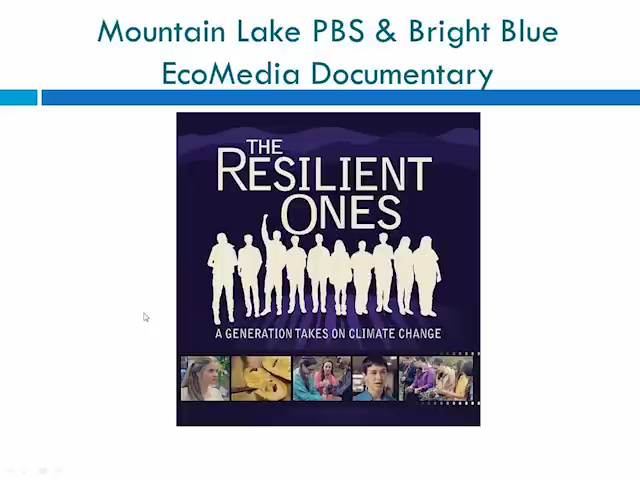 Mountain Lake PBS & Bright Blue
EcoMedia Documentary
THE
RESILIENT
ONES
A GENERATION TAKES ON CLIMATE CHANGE